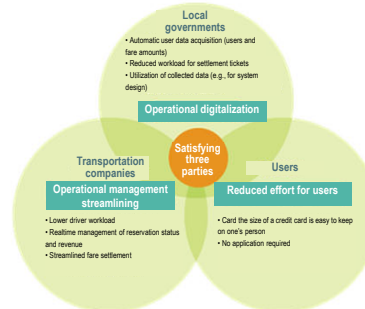 Local
governments
• Automatic user data acquisition (users and
fare amounts)
• Reduced workload for settlement tickets
• Utilization of collected data (e.g., for system
design)
Operational digitalization
Satisfying
three
parties
Transportation
companies
Operational management
streamlining
• Lower driver workload
• Realtime management of reservation status
and revenue
• Streamlined fare settlement
Users
Reduced effort for users
• Card the size of a credit card is easy to keep
on one's person
• No application required